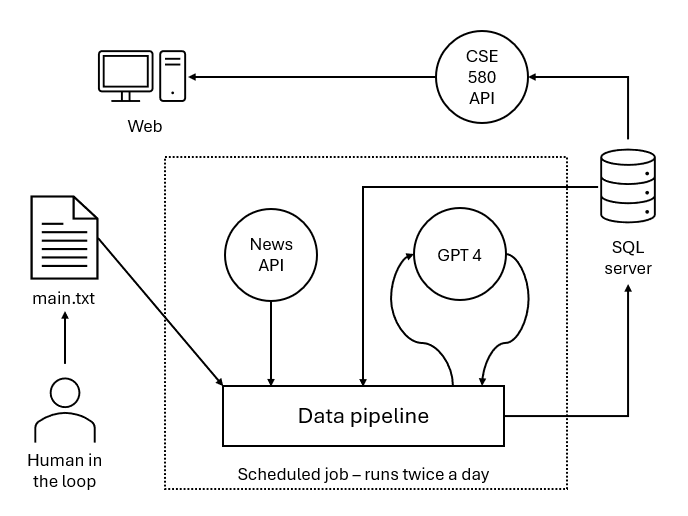 CSE
580
API
Web
SQL
server
News
API
GPT 4
main.txt
Data pipeline
Human in
the loop
Scheduled job – runs twice a day